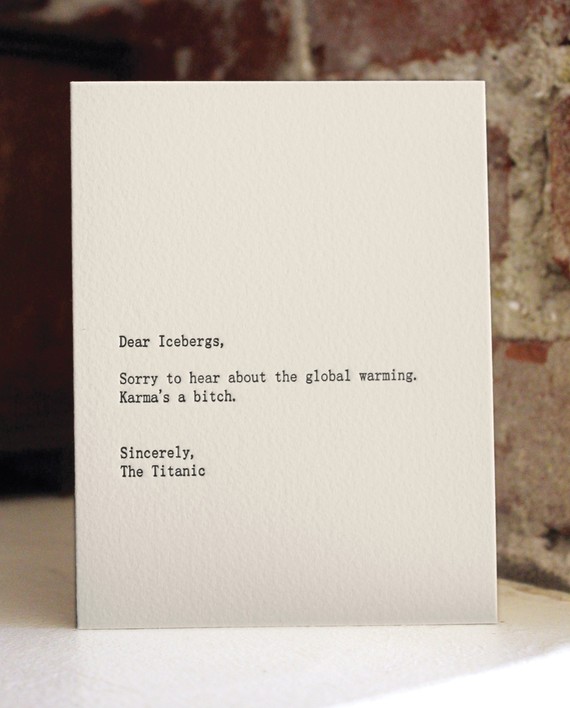 Dear Icebergs,
Sorry to hear about the global warming.
Karma's a bitch.
Sincerely,
The Titanic